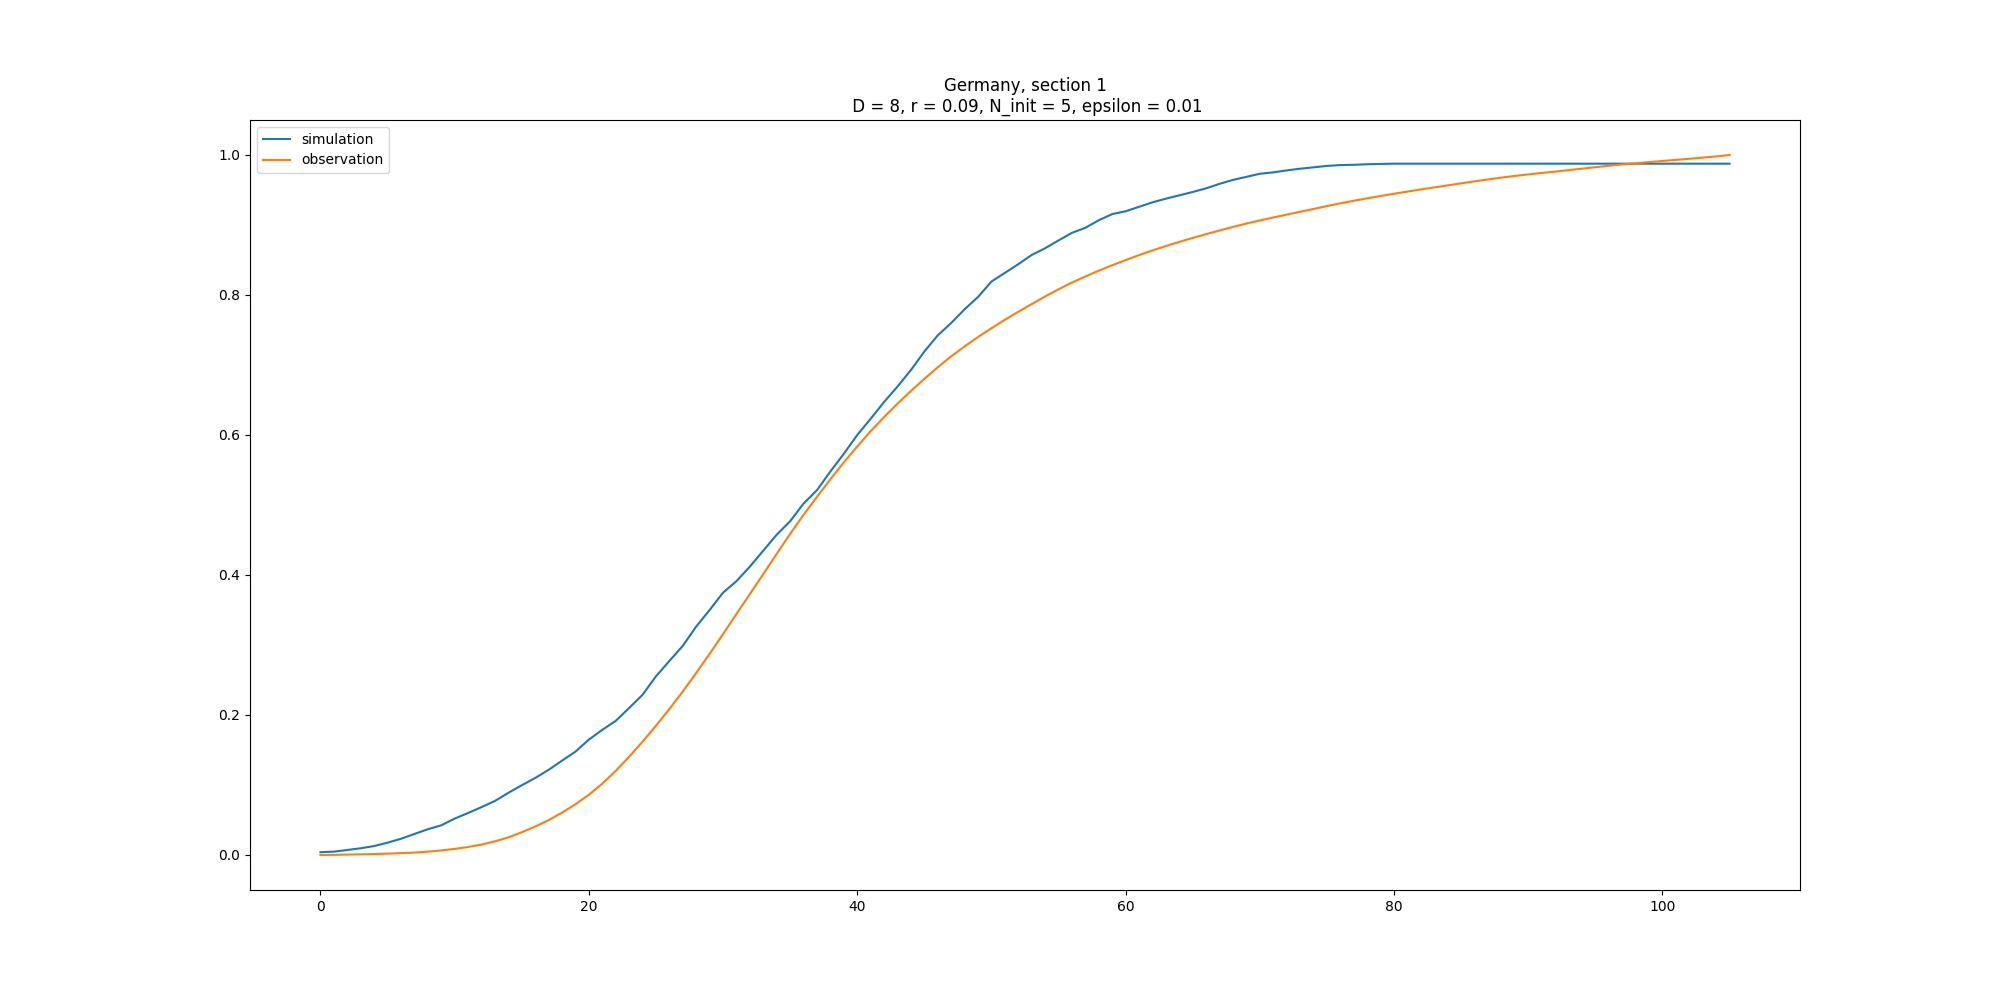 Germany, section 1
D = 8, r = 0.09, N_init = 5, epsilon = 0.01
simulation
observation
1.0
0.8
0.6
0.4
0.2
0.0
0 20 40 60 80 100